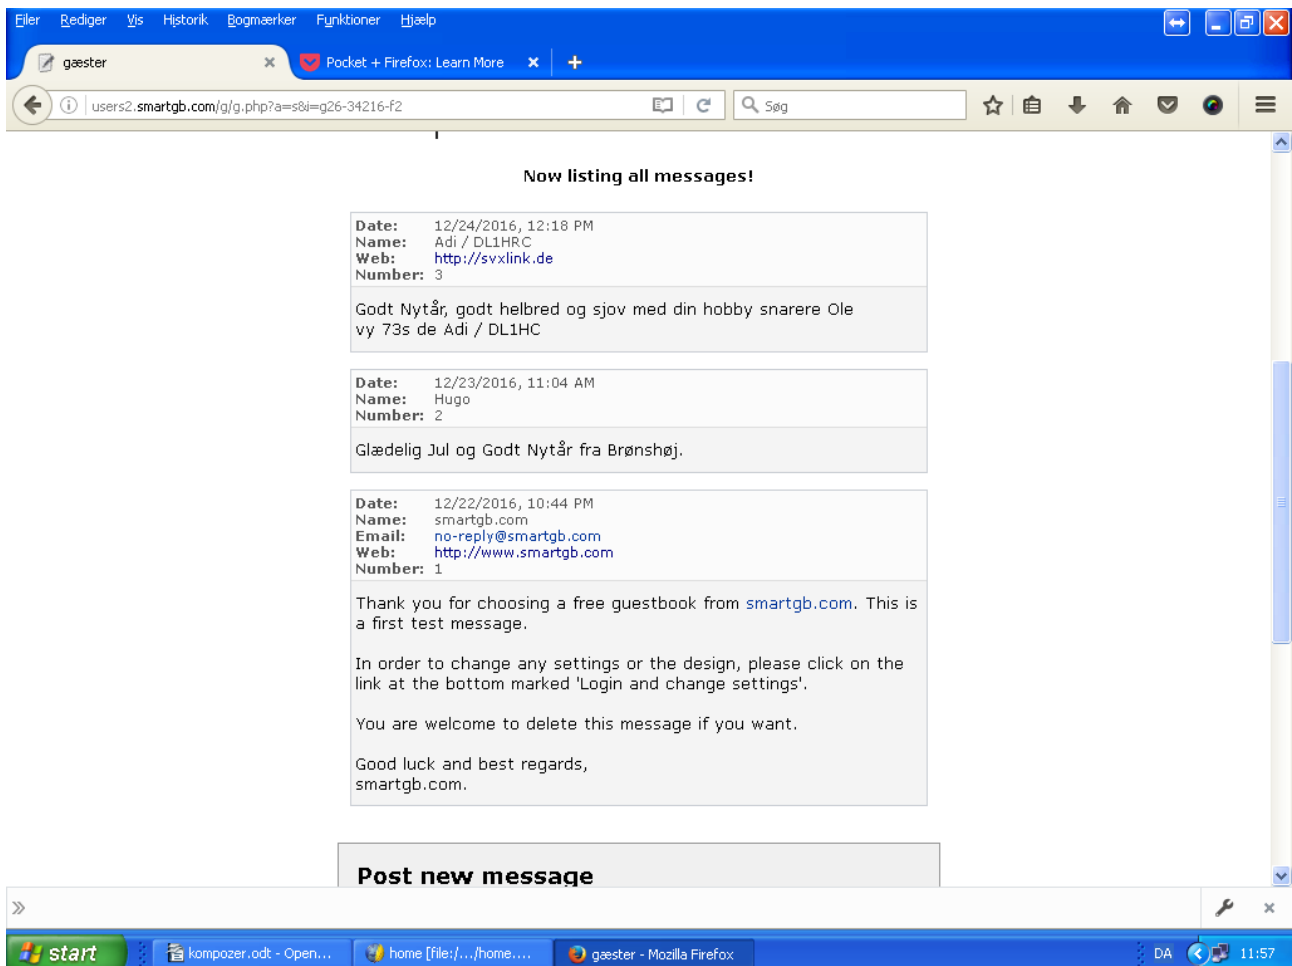 Filer Rediger Vis Historik Bogmærker Funktioner Hjælp
gæster
Pocket + Firefox: Learn More
users2.smartgb.com/g/g.php?a=s&i=g26-34216-f2
Søg
Now listing all messages!
Date: 12/24/2016, 12:18 PM
Name: Adi / DL1HRC
Web: http://svxlink.de
Number: 3
Godt Nytår, godt helbred og sjov med din hobby snarere Ole
vy 73s de Adi / DL1HC
Date: 12/23/2016, 11:04 AM
Name: Hugo
Number: 2
Glædelig Jul og Godt Nytår fra Brønshøj.
Date: 12/22/2016, 10:44 PM
Name: smartgb.com
Email: no-reply@smartgb.com
Web: http://www.smartgb.com
Number: 1
Thank you for choosing a free guestbook from smartgb.com. This is
a first test message.
In order to change any settings or the design, please click on the
link at the bottom marked 'Login and change settings'.
You are welcome to delete this message if you want.
Good luck and best regards,
smartgb.com.
Post new message
start
kompozer.odt - Open...
home [file:/.../home....
gæster - Mozilla Firefox
DA
11:57